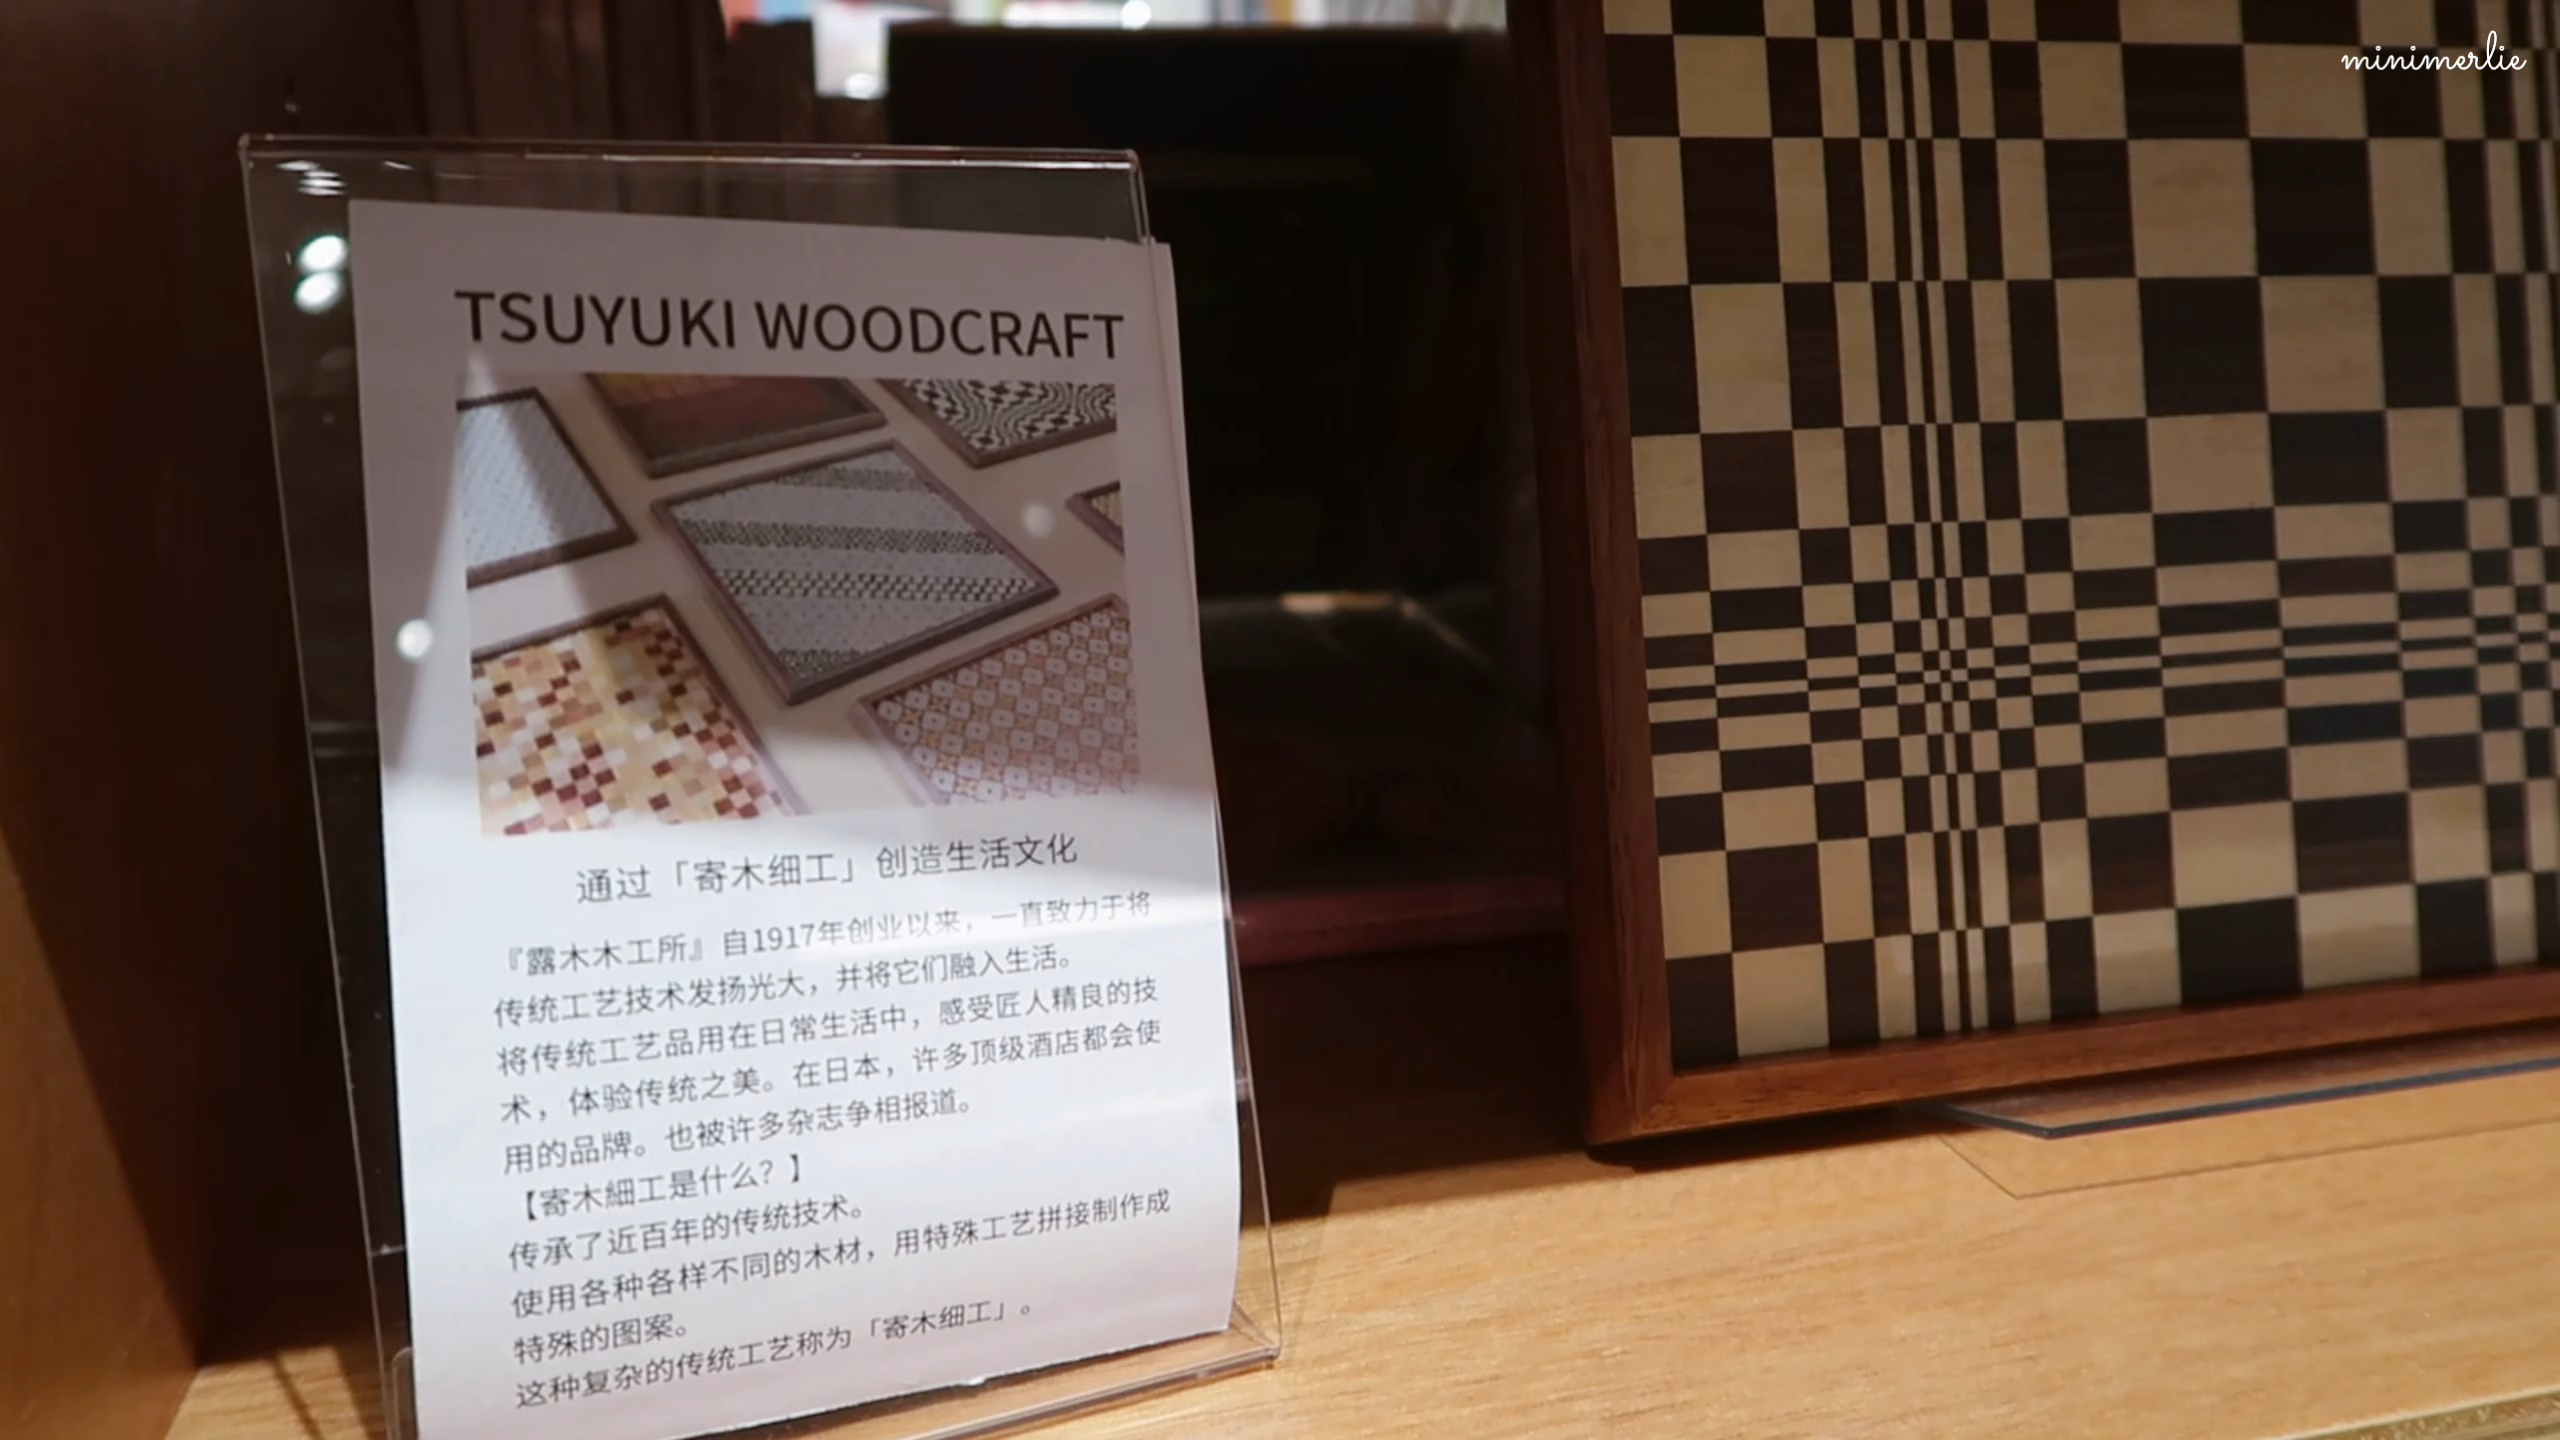 minimerlie
TSUYUKI WOODCRAFT
通过「寄木细工」创造生活文化
『露木木工所』自1917年创业以来，一直致力于将
传统工艺技术发扬光大，并将它们融入生活。
将传统工艺品用在日常生活中，感受匠人精良的技
术，体验传统之美。在日本，许多顶级酒店都会使
用的品牌。也被许多杂志争相报道。
【寄木細工是什么？】
传承了近百年的传统技术。
使用各种各样不同的木材，用特殊工艺拼接制作成
特殊的图案。
这种复杂的传统工艺称为「寄木细工」。